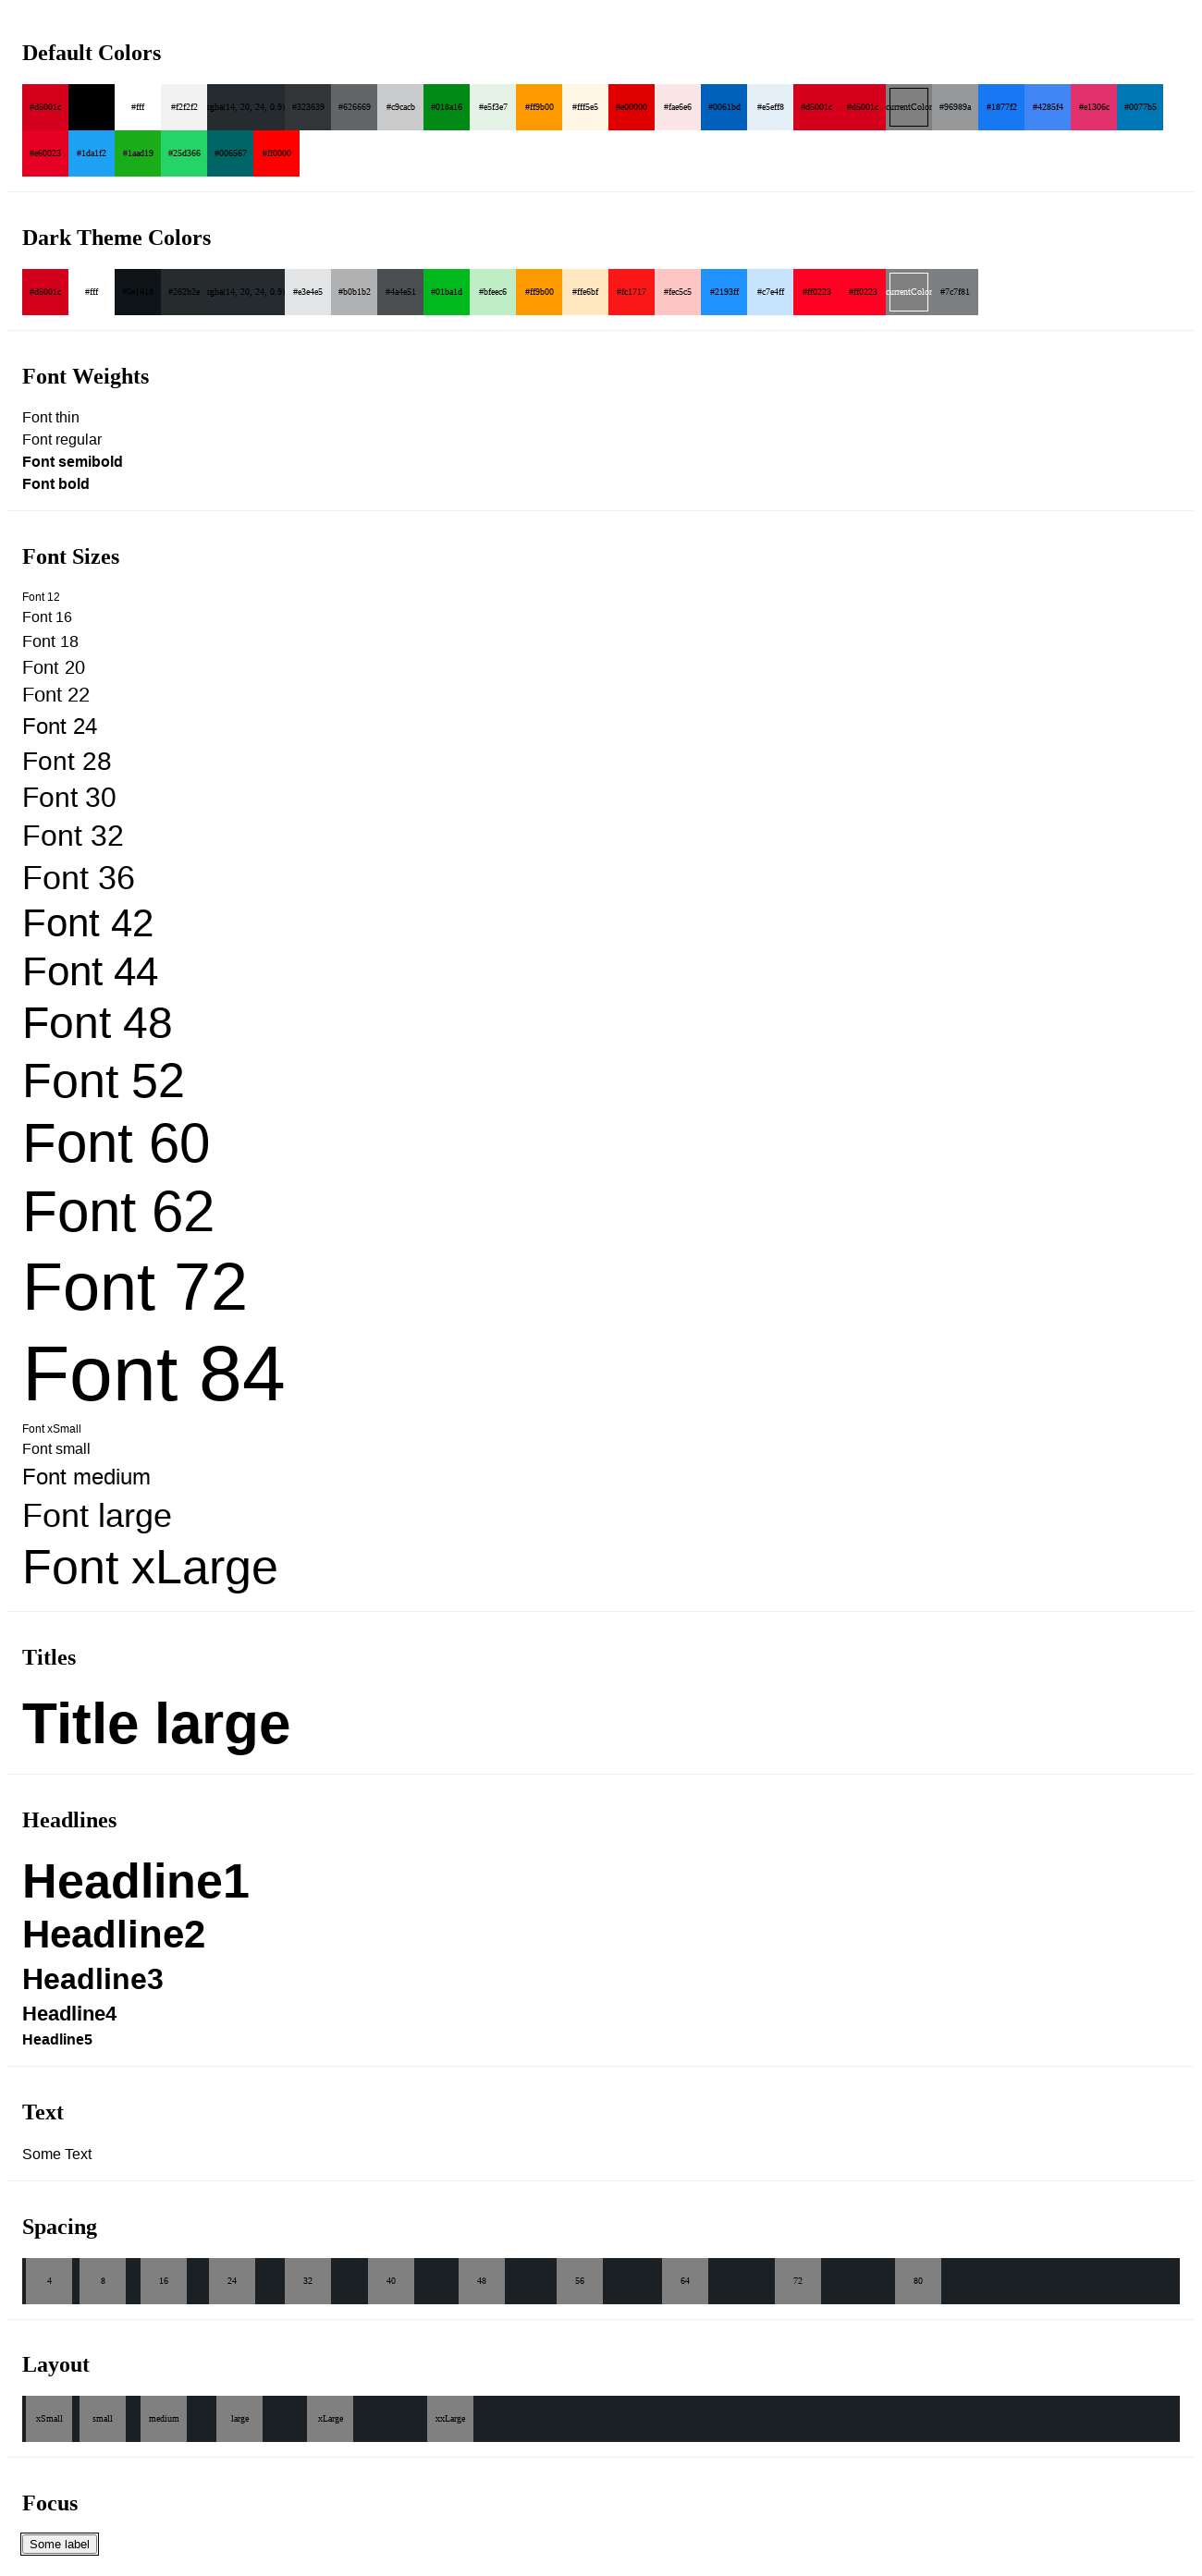 Default Colors
#d5001c #fff #f2f2f2 rgba(14, 20, 24, 0.9) #323639 #626669 #c9cacb #018a16 #e5f3e7 #ff9b00 #fff5e5 #e00000 #fae6e6 #0061bd #e5eff8 #d5001c #d5001c currentColor #96989a #1877f2 #4285f4 #e1306c #0077b5
#e60023 #1da1f2 #1aad19 #25d366 #006567 #ff0000
Dark Theme Colors
#d5001c #fff #0e1418 #262b2e rgba(14, 20, 24, 0.9) #e3e4e5 #b0b1b2 #4a4e51 #01ba1d #bfeec6 #ff9b00 #ffe6bf #fc1717 #fec5c5 #2193ff #c7e4ff #ff0223 #ff0223 currentColor #7c7f81
Font Weights
Font thin
Font regular
Font semibold
Font bold
Font Sizes
Font 12
Font 16
Font 18
Font 20
Font 22
Font 24
Font 28
Font 30
Font 32
Font 36
Font 42
Font 44
Font 48
Font 52
Font 60
Font 62
Font 72
Font 84
Font xSmall
Font small
Font medium
Font large
Font xLarge
Titles
Title large
Headlines
Headline1
Headline2
Headline3
Headline4
Headline5
Text
Some Text
Spacing
4 8 16 24 32 40 48 56 64 72 80
Layout
xSmall small medium large xLarge xxLarge
Focus
Some label